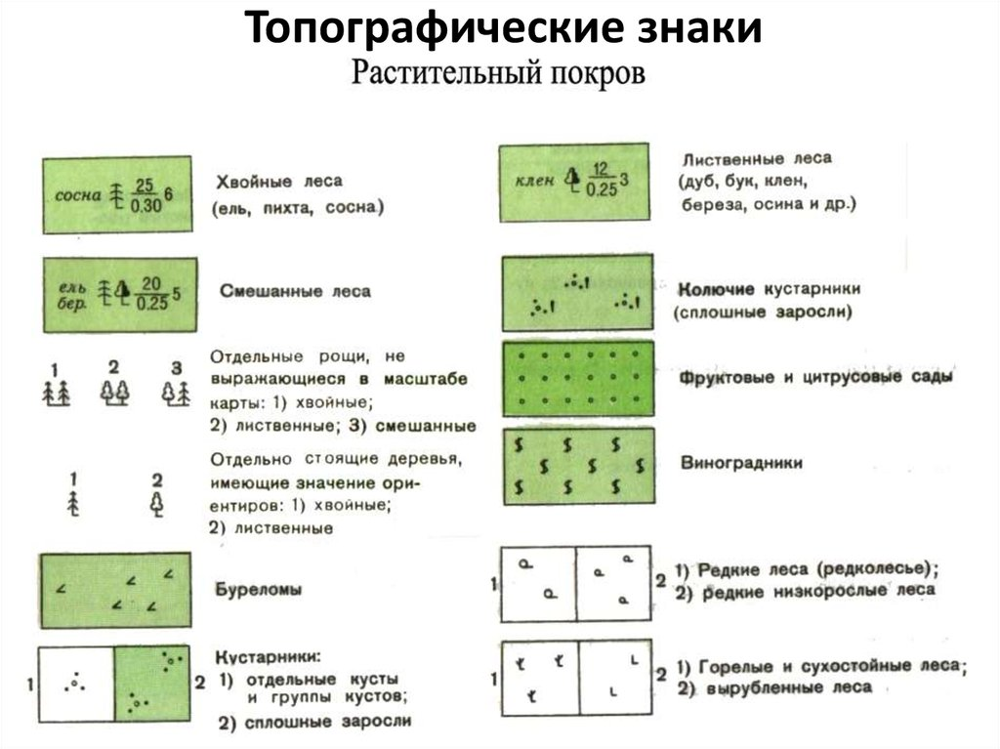 Топографические знаки
Растительный покров
сосна 25 6
0.30
Хвойные леса
(ель, пихта, сосна)
ель 20 5
бер. 0.25
Смешанные леса
1 2 3
Отдельные рощи, не
выражающиеся в масштабе
карты: 1) хвойные;
2) лиственные; 3) смешанные
1 2
Отдельно стоящие деревья,
имеющие значение ори-
ентиров: 1) хвойные;
2) лиственные
Буреломы
1 2
Кустарники:
1) отдельные кусты
и группы кустов;
2) сплошные заросли
клен 12 3
0.25
Лиственные леса
(дуб, бук, клен,
береза, осина и др.)
Колючие кустарники
(сплошные заросли)
Фруктовые и цитрусовые сады
Виноградники
1 2
1) Редкие леса (редколесье);
2) редкие низкорослые леса
1 2
1) Горелые и сухостойные леса;
2) вырубленные леса